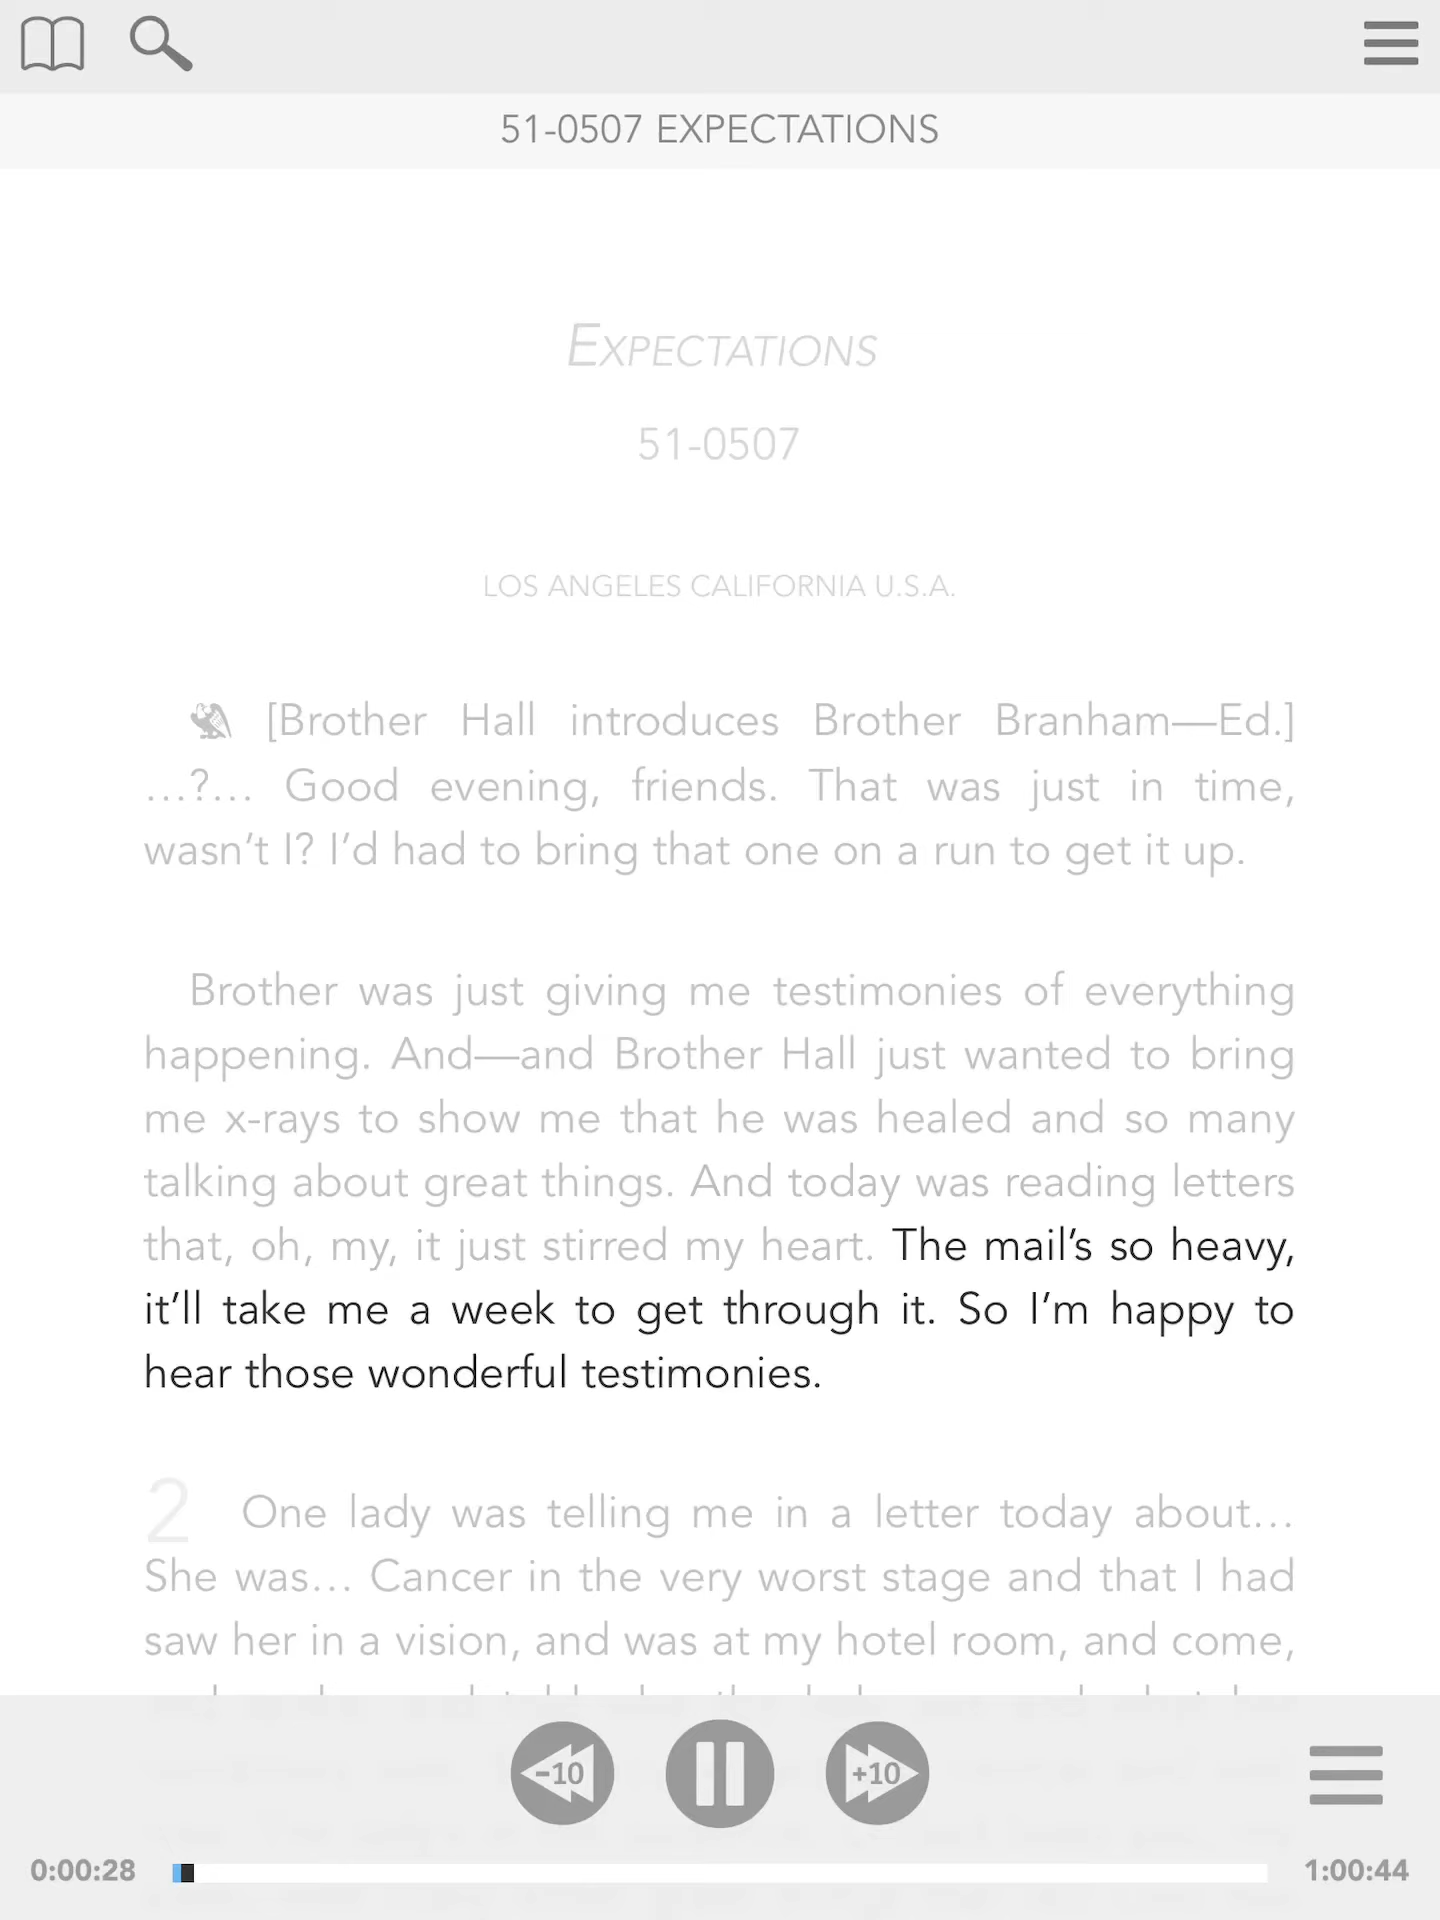 51-0507 EXPECTATIONS
EXPECTATIONS
51-0507
LOS ANGELES CALIFORNIA U.S.A.
[Brother Hall introduces Brother Branham—Ed.]
…?… Good evening, friends. That was just in time,
wasn’t I? I’d had to bring that one on a run to get it up.
Brother was just giving me testimonies of everything
happening. And—and Brother Hall just wanted to bring
me x-rays to show me that he was healed and so many
talking about great things. And today was reading letters
that, oh, my, it just stirred my heart. The mail’s so heavy,
it’ll take me a week to get through it. So I’m happy to
hear those wonderful testimonies.
2 One lady was telling me in a letter today about…
She was… Cancer in the very worst stage and that I had
saw her in a vision, and was at my hotel room, and come,
-10
+10
0:00:28
1:00:44